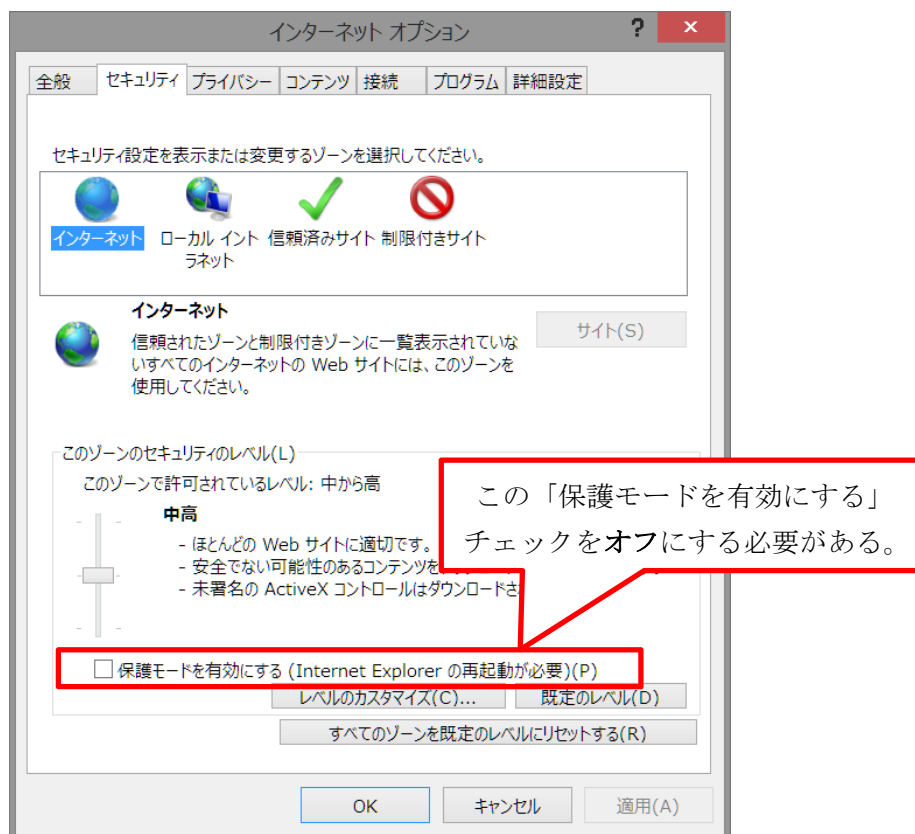 インターネット オプション
?
×
全般 セキュリティ プライバシー コンテンツ 接続 プログラム 詳細設定
セキュリティ設定を表示または変更するゾーンを選択してください。
インターネット ローカル イント 信頼済みサイト 制限付きサイト
ラネット
インターネット
信頼されたゾーンと制限付きゾーンに一覧表示されていな
いすべてのインターネットの Web サイトには、このゾーンを
使用してください。
サイト(S)
このゾーンのセキュリティのレベル(L)
このゾーンで許可されているレベル: 中から高
中高
- ほとんどの Web サイトに適切です。
- 安全でない可能性のあるコンテンツを
- 未署名の ActiveX コントロールはダウンロード
この「保護モードを有効にする」
チェックをオフにする必要がある。
保護モードを有効にする (Internet Explorer の再起動が必要)(P)
レベルのカスタマイズ(C)... 既定のレベル(D)
すべてのゾーンを既定のレベルにリセットする(R)
OK キャンセル 適用(A)